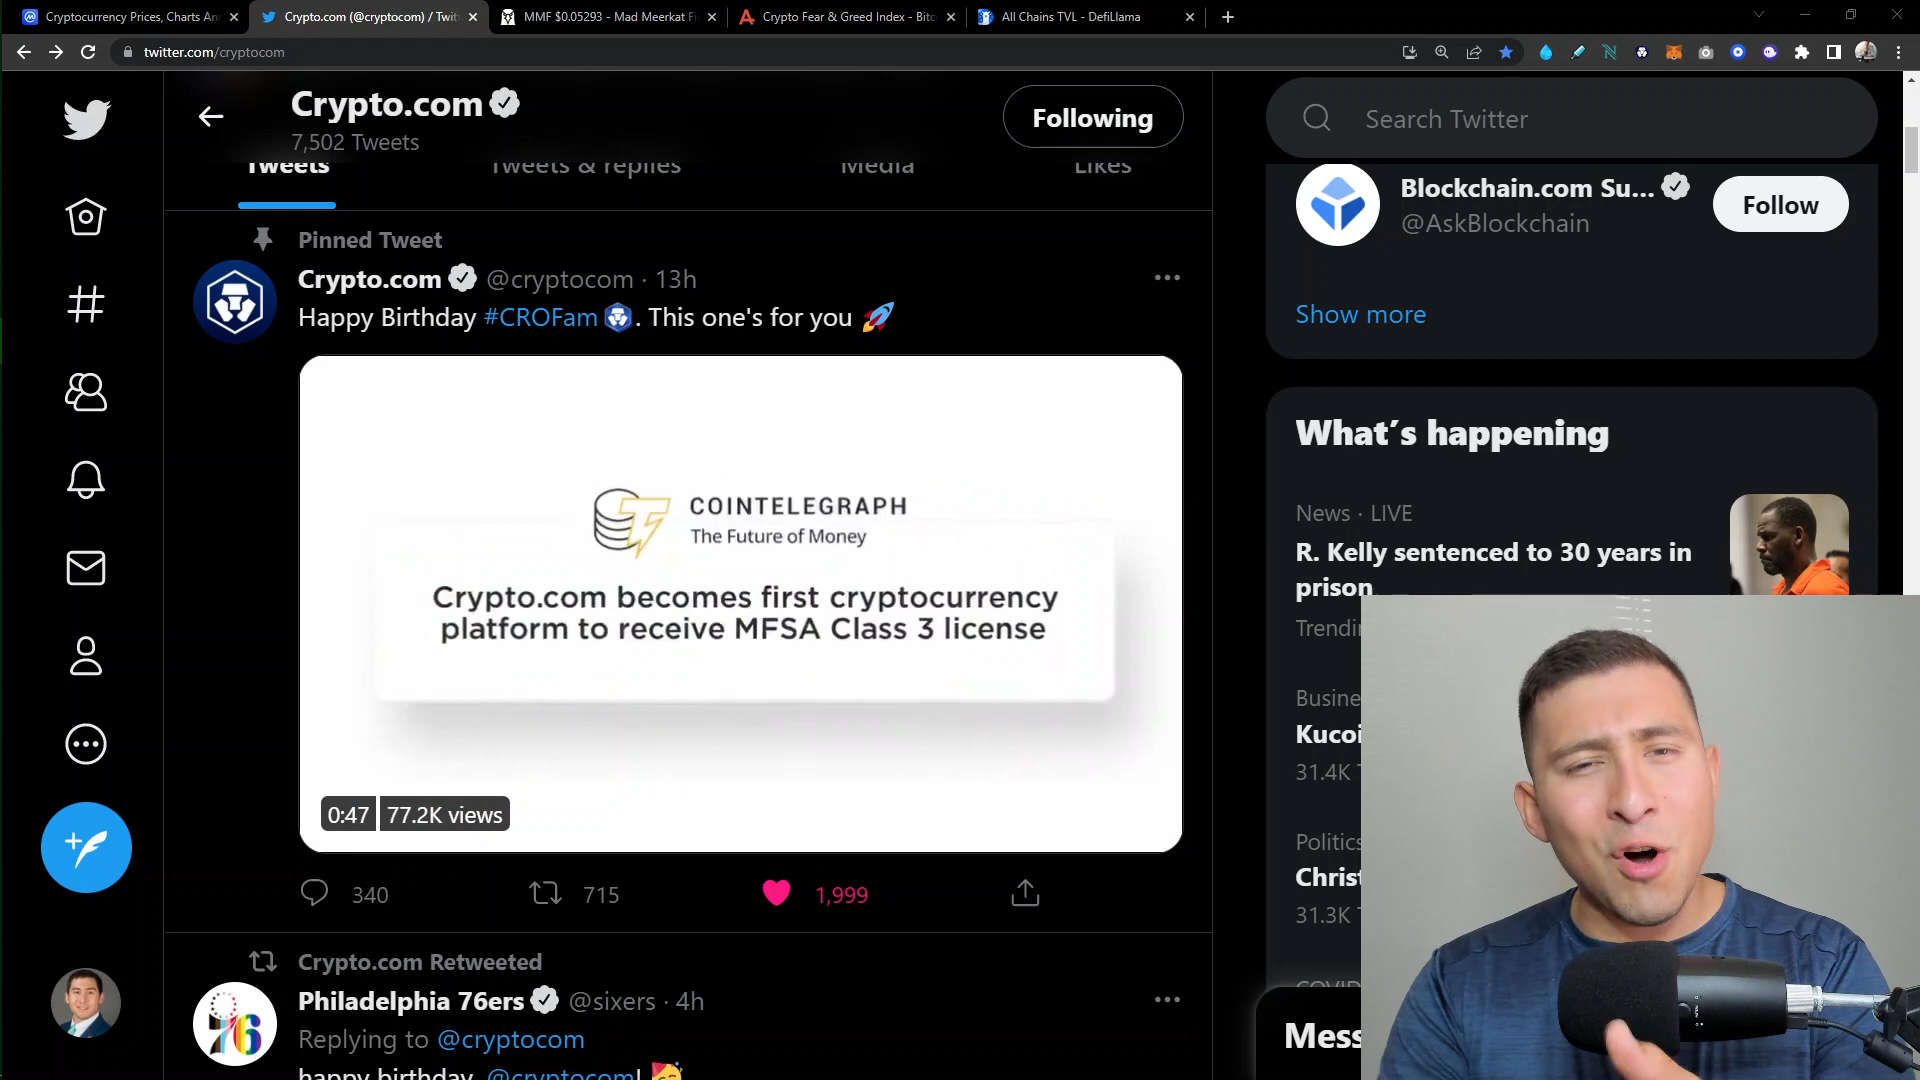 Cryptocurrency Prices, Charts An
Crypto.com (@cryptocom) / Twit
MMF $0.05293 - Mad Meerkat Fi
Crypto Fear & Greed Index - Bitc
All Chains TVL - DefiLlama
twitter.com/cryptocom
Crypto.com
7,502 Tweets
Following
Search Twitter
Tweets
Tweets & replies
Media
Likes
Blockchain.com Su...
@AskBlockchain
Follow
Show more
Pinned Tweet
Crypto.com @cryptocom · 13h
Happy Birthday #CROFam. This one's for you 🚀
COINTELEGRAPH
The Future of Money
Crypto.com becomes first cryptocurrency
platform to receive MFSA Class 3 license
0:47
77.2K views
340
715
1,999
What's happening
News · LIVE
R. Kelly sentenced to 30 years in
prison
Trendi
Busine
Kucoi
31.4K T
Politics
Christ
31.3K T
COVID
Mess
Crypto.com Retweeted
Philadelphia 76ers @sixers · 4h
76
Replying to @cryptocom
happy birthday, @cryptocom! 🥳